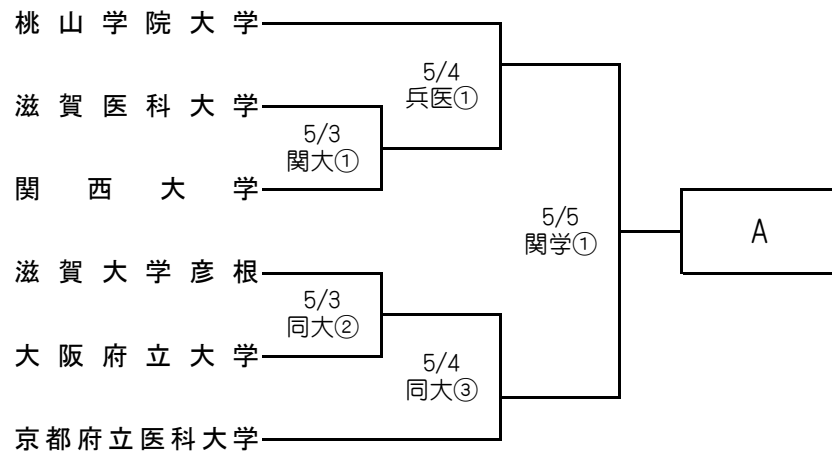 桃山学院大学
5/4
兵医①
滋賀医科大学
5/3
関大①
関西大学
5/5
関学①
A
滋賀大学彦根
5/3
同大②
大阪府立大学
5/4
同大③
京都府立医科大学